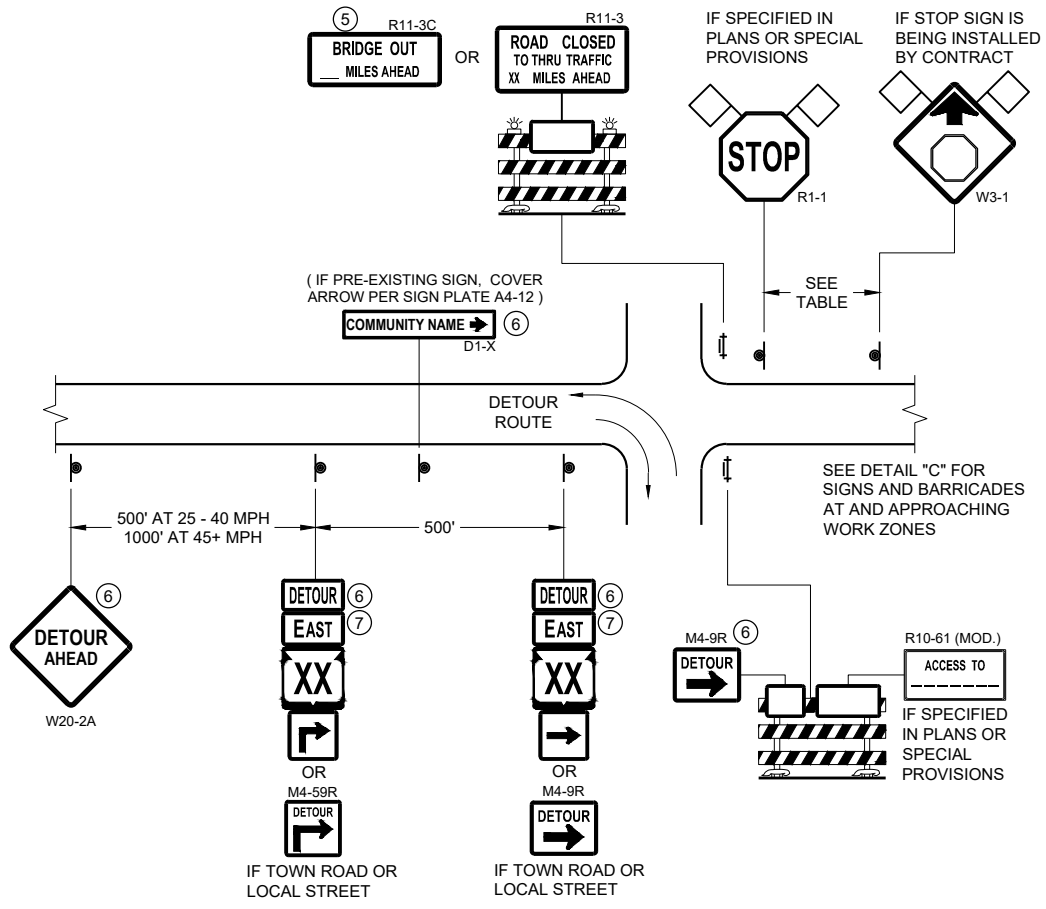 5
R11-3C
BRIDGE OUT
__ MILES AHEAD
OR
R11-3
ROAD CLOSED
TO THRU TRAFFIC
XX MILES AHEAD
IF SPECIFIED IN
PLANS OR SPECIAL
PROVISIONS
STOP
R1-1
IF STOP SIGN IS
BEING INSTALLED
BY CONTRACT
W3-1
SEE
TABLE
( IF PRE-EXISTING SIGN, COVER
ARROW PER SIGN PLATE A4-12 )
COMMUNITY NAME
6
D1-X
DETOUR
ROUTE
SEE DETAIL "C" FOR
SIGNS AND BARRICADES
AT AND APPROACHING
WORK ZONES
500' AT 25 - 40 MPH
1000' AT 45+ MPH
500'
6
DETOUR
AHEAD
W20-2A
DETOUR
6
EAST
7
XX
OR
M4-59R
DETOUR
IF TOWN ROAD OR
LOCAL STREET
DETOUR
6
EAST
7
XX
OR
M4-9R
DETOUR
IF TOWN ROAD OR
LOCAL STREET
M4-9R
6
DETOUR
R10-61 (MOD.)
ACCESS TO
_ _ _ _ _ _ _ _
IF SPECIFIED
IN PLANS OR
SPECIAL
PROVISIONS